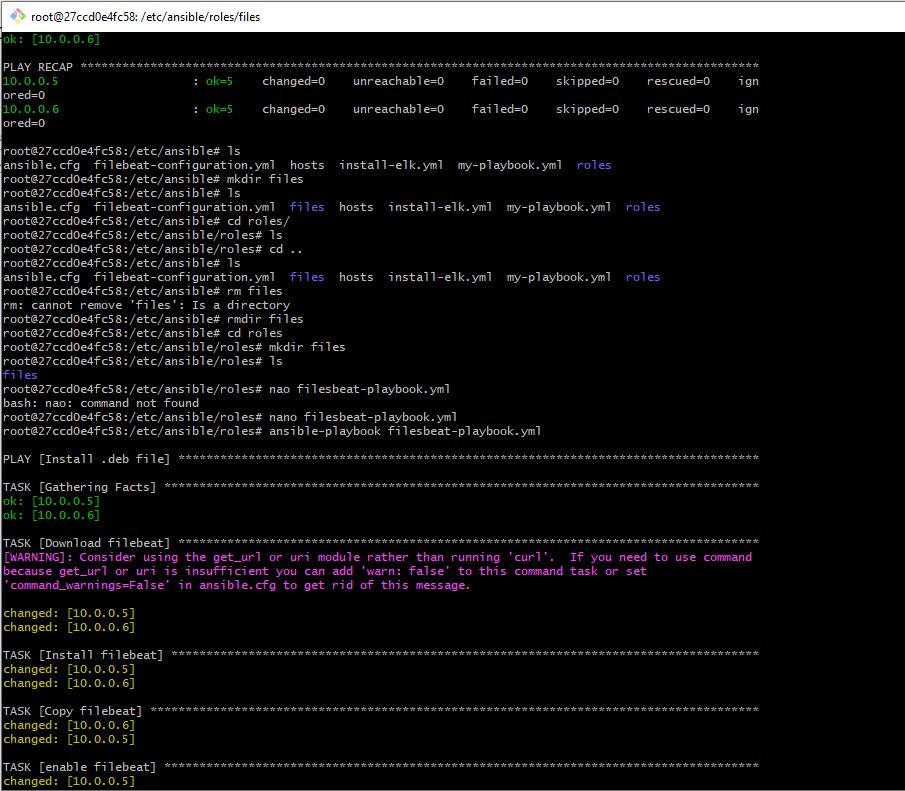 root@27ccd0e4fc58: /etc/ansible/roles/files
ok: [10.0.0.6]
PLAY RECAP *************************************************************************************************
10.0.0.5                   : ok=5    changed=0    unreachable=0    failed=0    skipped=0    rescued=0    ign
ored=0
10.0.0.6                   : ok=5    changed=0    unreachable=0    failed=0    skipped=0    rescued=0    ign
ored=0
root@27ccd0e4fc58:/etc/ansible# ls
ansible.cfg  filebeat-configuration.yml  hosts  install-elk.yml  my-playbook.yml  roles
root@27ccd0e4fc58:/etc/ansible# mkdir files
root@27ccd0e4fc58:/etc/ansible# ls
ansible.cfg  filebeat-configuration.yml  files  hosts  install-elk.yml  my-playbook.yml  roles
root@27ccd0e4fc58:/etc/ansible# cd roles/
root@27ccd0e4fc58:/etc/ansible/roles# ls
root@27ccd0e4fc58:/etc/ansible/roles# cd ..
root@27ccd0e4fc58:/etc/ansible# ls
ansible.cfg  filebeat-configuration.yml  files  hosts  install-elk.yml  my-playbook.yml  roles
root@27ccd0e4fc58:/etc/ansible# rm files
rm: cannot remove 'files': Is a directory
root@27ccd0e4fc58:/etc/ansible# rmdir files
root@27ccd0e4fc58:/etc/ansible# cd roles
root@27ccd0e4fc58:/etc/ansible/roles# mkdir files
root@27ccd0e4fc58:/etc/ansible/roles# ls
files
root@27ccd0e4fc58:/etc/ansible/roles# nao filesbeat-playbook.yml
bash: nao: command not found
root@27ccd0e4fc58:/etc/ansible/roles# nano filesbeat-playbook.yml
root@27ccd0e4fc58:/etc/ansible/roles# ansible-playbook filesbeat-playbook.yml
PLAY [Install .deb file] ***********************************************************************************
TASK [Gathering Facts] *************************************************************************************
ok: [10.0.0.5]
ok: [10.0.0.6]
TASK [Download filebeat] ***********************************************************************************
[WARNING]: Consider using the get_url or uri module rather than running 'curl'.  If you need to use command
because get_url or uri is insufficient you can add 'warn: false' to this command task or set
'command_warnings=False' in ansible.cfg to get rid of this message.
changed: [10.0.0.5]
changed: [10.0.0.6]
TASK [Install filebeat] ************************************************************************************
changed: [10.0.0.5]
changed: [10.0.0.6]
TASK [Copy filebeat] ***************************************************************************************
changed: [10.0.0.6]
changed: [10.0.0.5]
TASK [enable filebeat] *************************************************************************************
changed: [10.0.0.5]